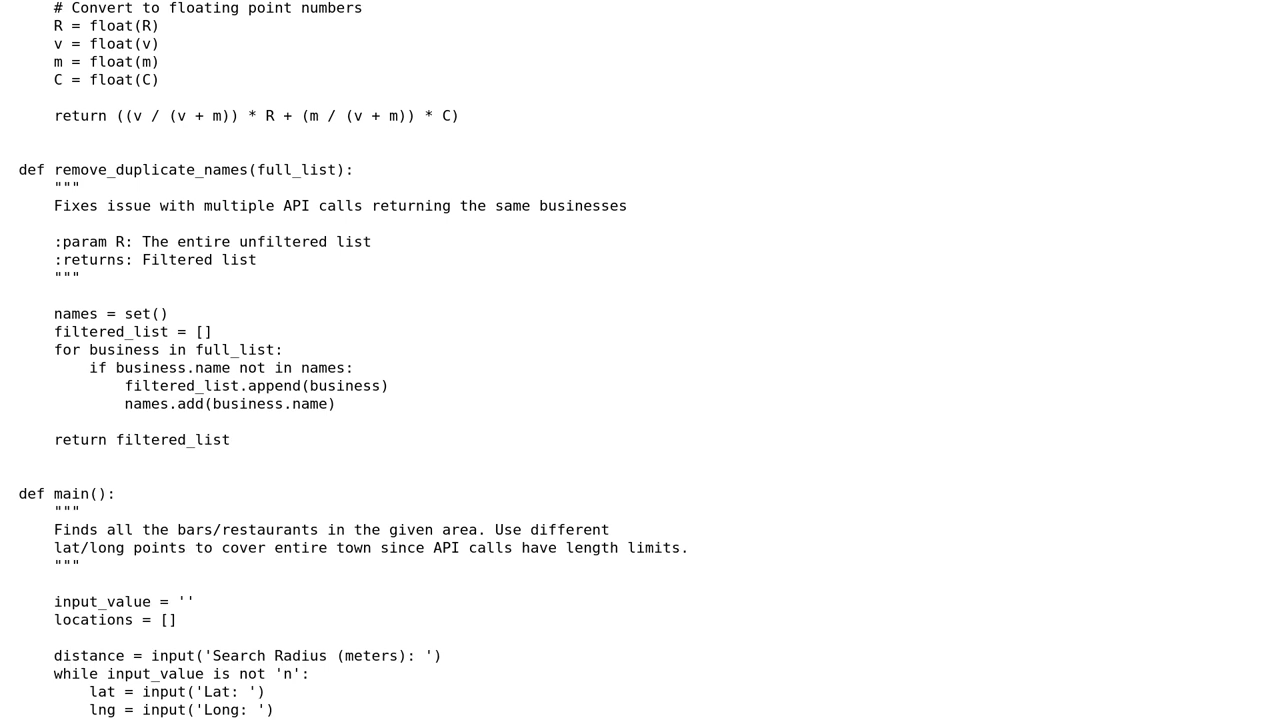 # Convert to floating point numbers
    R = float(R)
    v = float(v)
    m = float(m)
    C = float(C)

    return ((v / (v + m)) * R + (m / (v + m)) * C)


def remove_duplicate_names(full_list):
    """
    Fixes issue with multiple API calls returning the same businesses

    :param R: The entire unfiltered list
    :returns: Filtered list
    """

    names = set()
    filtered_list = []
    for business in full_list:
        if business.name not in names:
            filtered_list.append(business)
            names.add(business.name)

    return filtered_list


def main():
    """
    Finds all the bars/restaurants in the given area. Use different
    lat/long points to cover entire town since API calls have length limits.
    """

    input_value = ''
    locations = []

    distance = input('Search Radius (meters): ')
    while input_value is not 'n':
        lat = input('Lat: ')
        lng = input('Long: ')